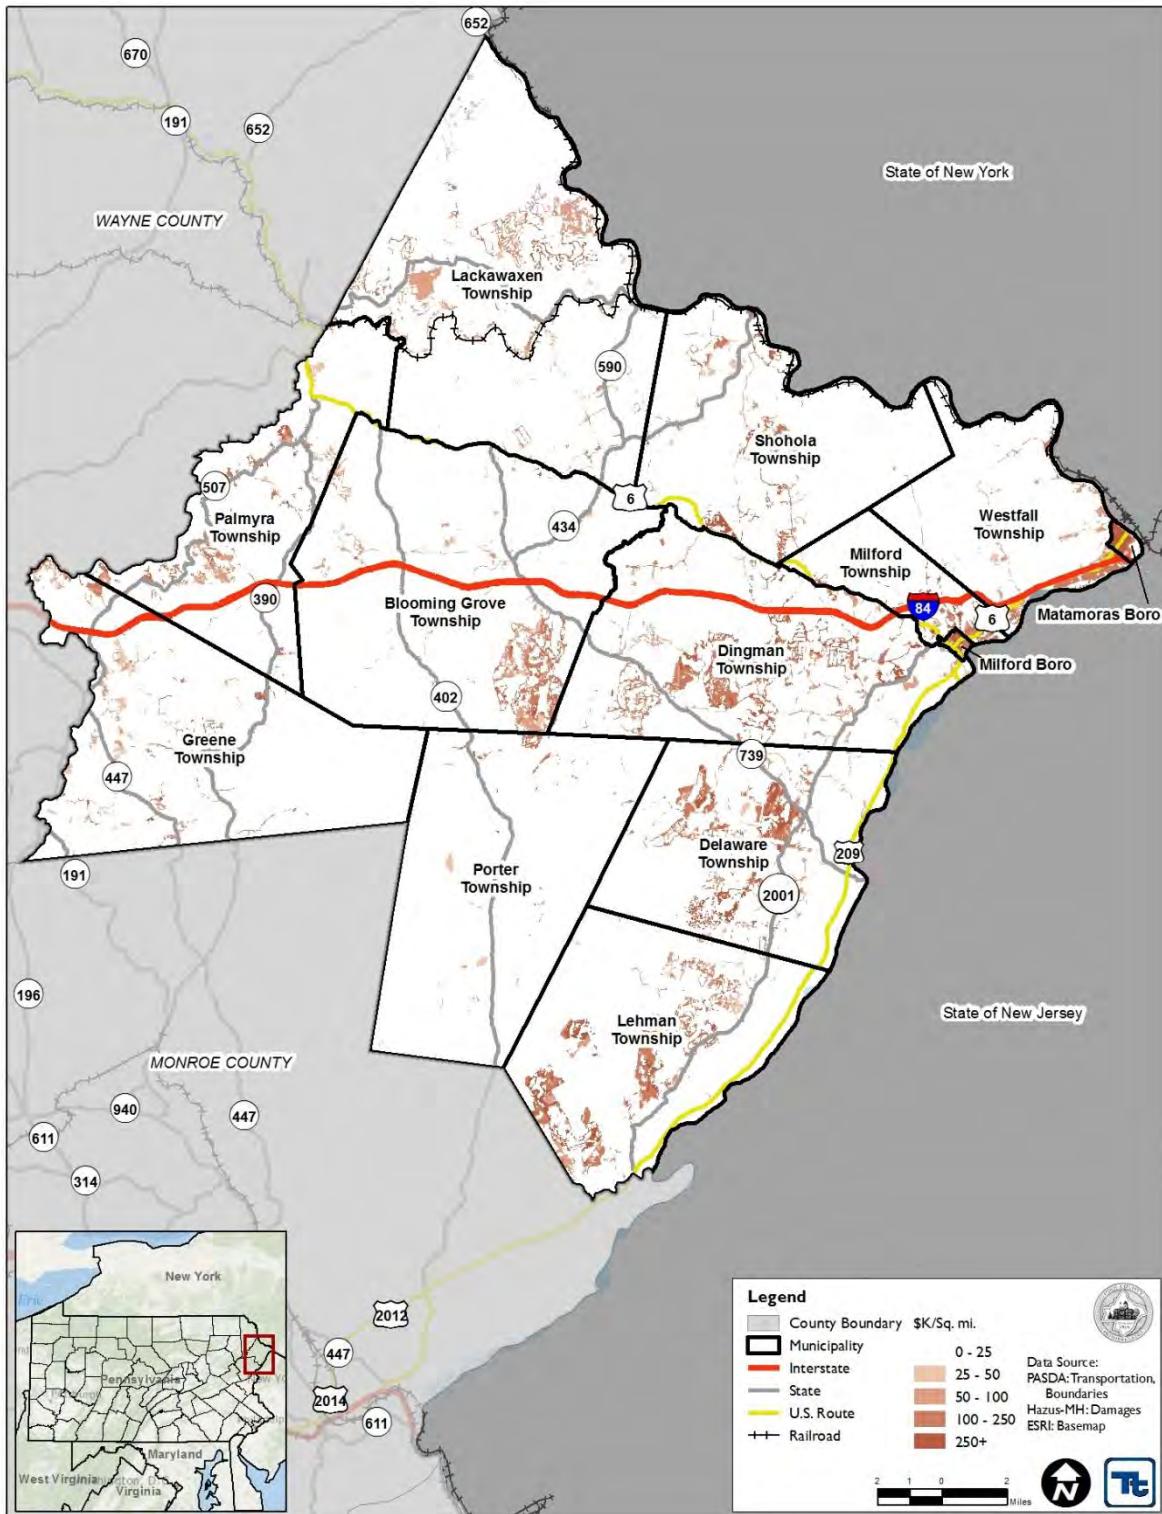 652
670
191
652
State of New York
WAYNE COUNTY
Lackawaxen
Township
590
Shohola
Township
507
6
Palmyra
Township
434
Westfall
Township
Milford
Township
390
Blooming Grove
Township
84
6
Matamoras Boro
Dingman
Township
Milford Boro
402
Greene
Township
739
447
Delaware
Township
209
Porter
Township
191
2001
196
Lehman
Township
State of New Jersey
MONROE COUNTY
940
447
611
314
New York
Erie
2012
Pennsylvania
447
2014
611
Maryland
West Virginia
Virginia
Legend
County Boundary
Municipality
Interstate
State
U.S. Route
Railroad
$K/Sq. mi.
0 - 25
25 - 50
50 - 100
100 - 250
250+
Data Source:
PASDA: Transportation,
Boundaries
Hazus-MH: Damages
ESRI: Basemap
2 1 0 2
Miles
N
Tt